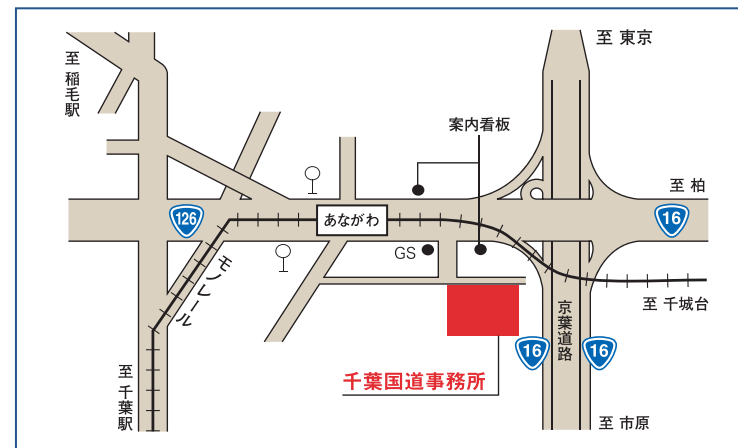 至 東京
至 稲毛駅
案内看板
至 柏
126
あながわ
16
GS
モノレール
至 千城台
京葉道路
16
16
至 千葉駅
千葉国道事務所
至 市原